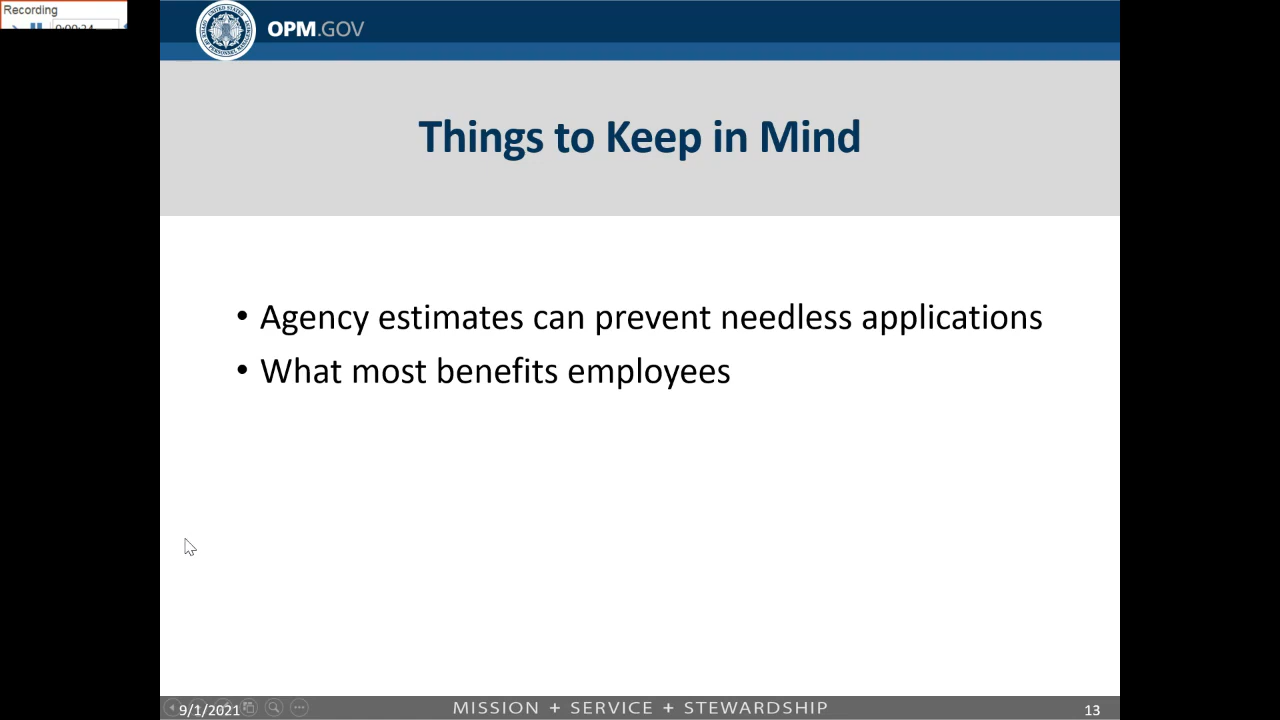 Recording
OPM.GOV
Things to Keep in Mind
• Agency estimates can prevent needless applications
• What most benefits employees
9/1/2021
MISSION + SERVICE + STEWARDSHIP
13